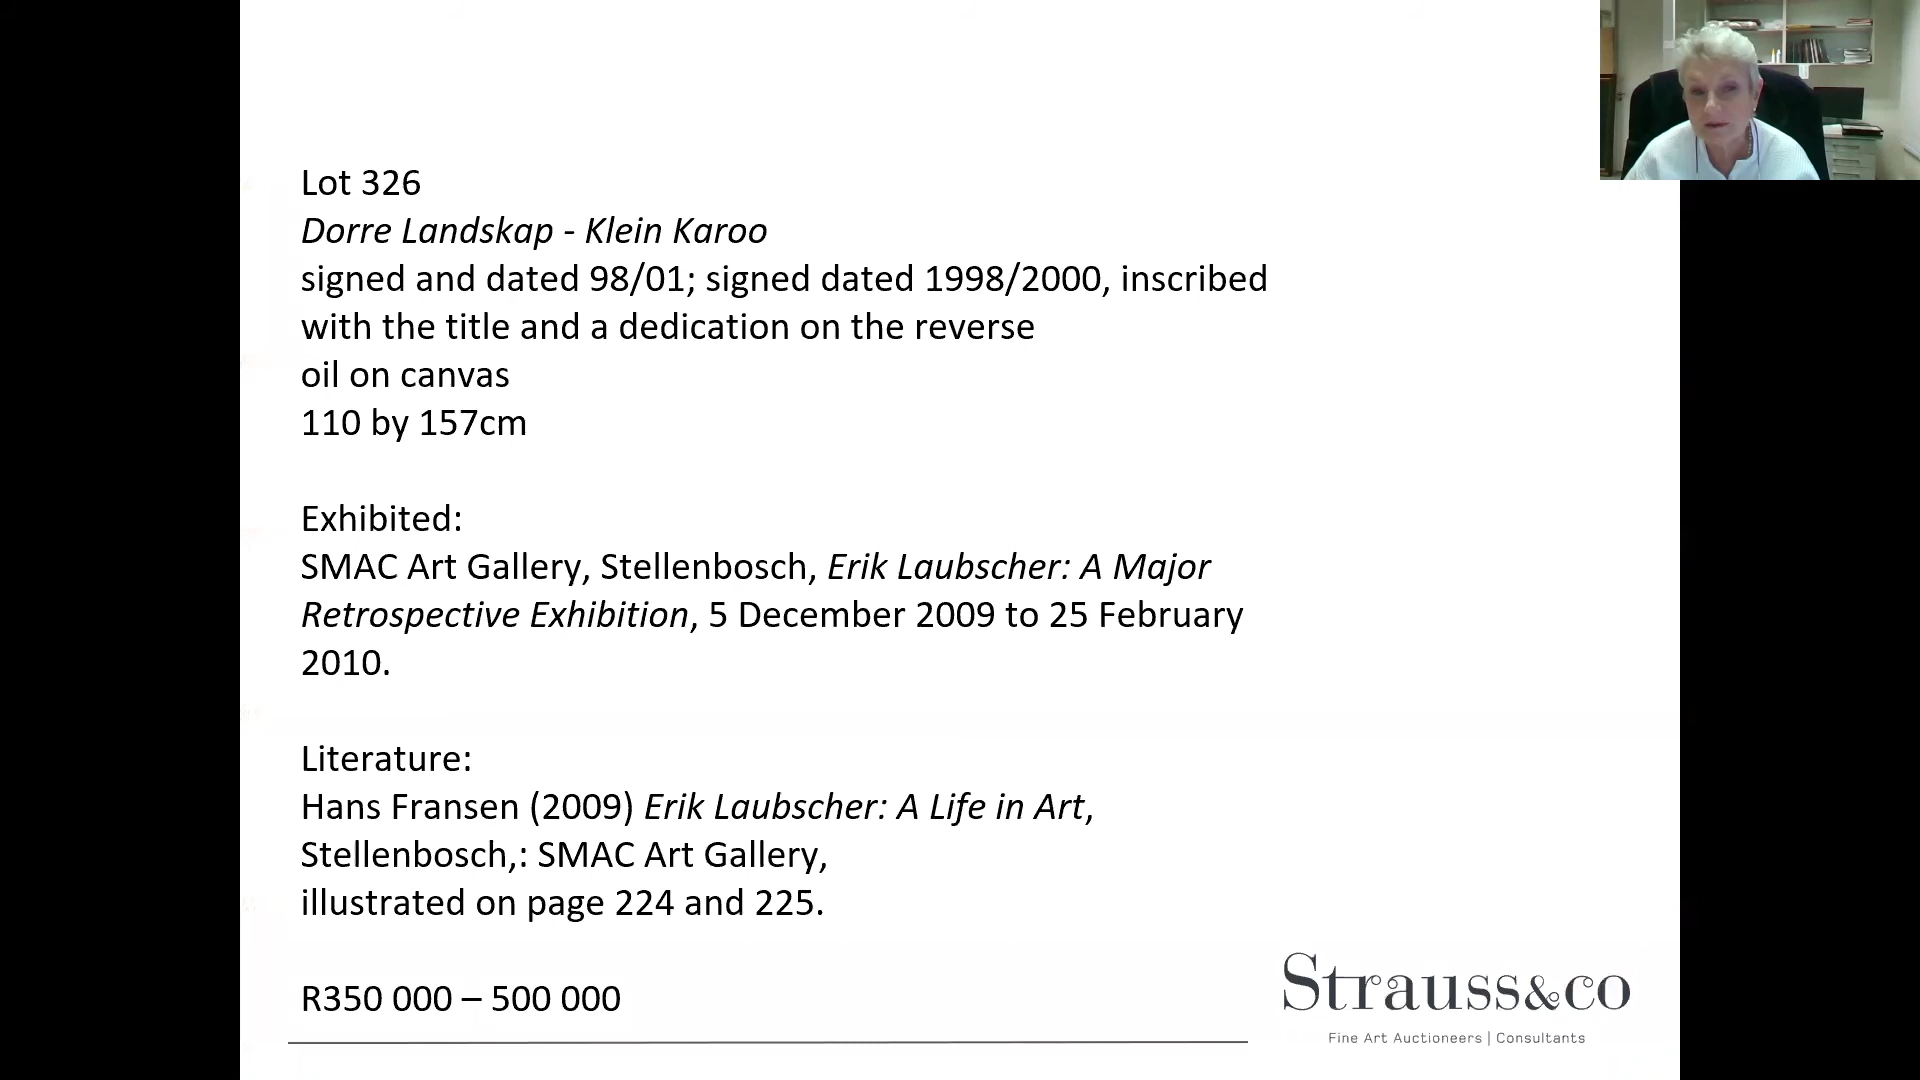 Lot 326
Dorre Landskap - Klein Karoo
signed and dated 98/01; signed dated 1998/2000, inscribed
with the title and a dedication on the reverse
oil on canvas
110 by 157cm
Exhibited:
SMAC Art Gallery, Stellenbosch, Erik Laubscher: A Major
Retrospective Exhibition, 5 December 2009 to 25 February
2010.
Literature:
Hans Fransen (2009) Erik Laubscher: A Life in Art,
Stellenbosch,: SMAC Art Gallery,
illustrated on page 224 and 225.
R350 000 – 500 000
Strauss&co
Fine Art Auctioneers | Consultants